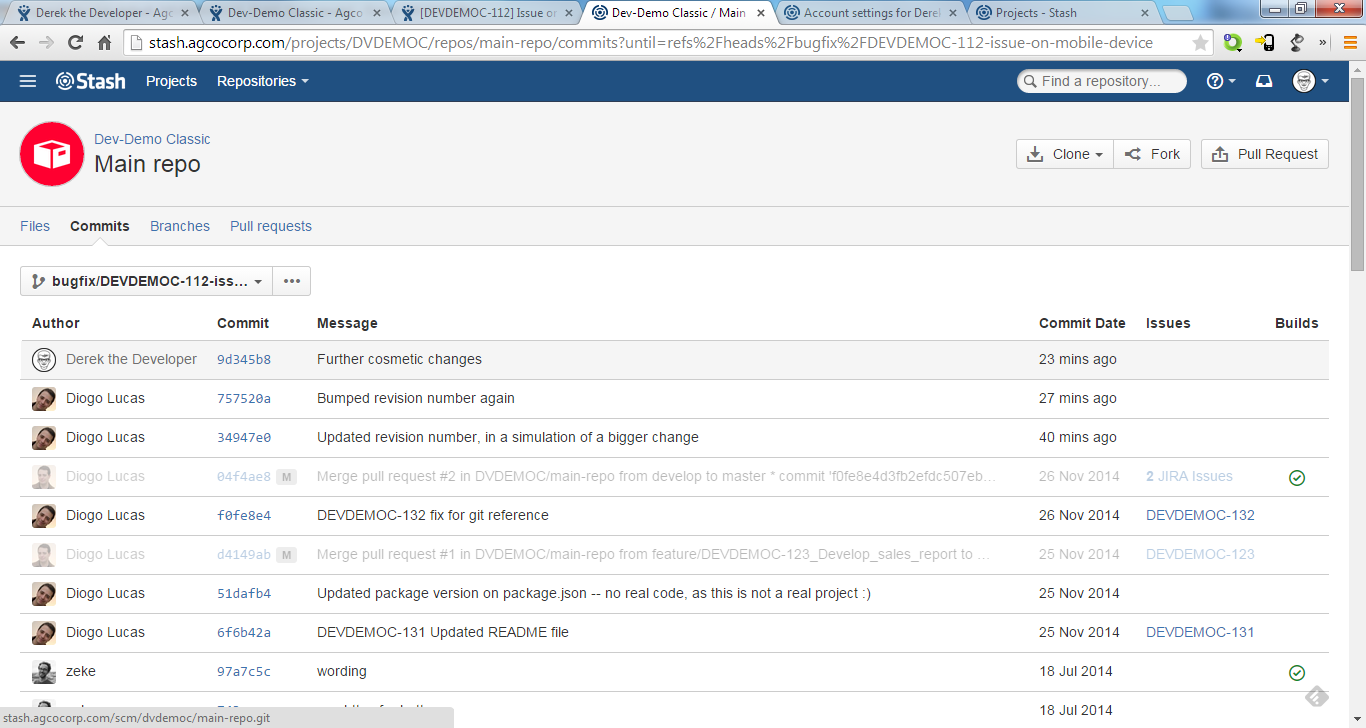 Derek the Developer - Agc
Dev-Demo Classic - Agco
[DEVDEMOC-112] Issue on
Dev-Demo Classic / Main
Account settings for Derek
Projects - Stash
stash.agcocorp.com/projects/DVDEMOC/repos/main-repo/commits?until=refs%2Fheads%2Fbugfix%2FDEVDEMOC-112-issue-on-mobile-device
Stash Projects Repositories Find a repository...
Dev-Demo Classic
Main repo
Clone Fork Pull Request
Files Commits Branches Pull requests
bugfix/DEVDEMOC-112-iss...
Author Commit Message Commit Date Issues Builds
Derek the Developer 9d345b8 Further cosmetic changes 23 mins ago
Diogo Lucas 757520a Bumped revision number again 27 mins ago
Diogo Lucas 34947e0 Updated revision number, in a simulation of a bigger change 40 mins ago
Diogo Lucas 04f4ae8 M Merge pull request #2 in DVDEMOC/main-repo from develop to master * commit 'f0fe8e4d3fb2efdc507eb... 26 Nov 2014 2 JIRA Issues
Diogo Lucas f0fe8e4 DEVDEMOC-132 fix for git reference 26 Nov 2014 DEVDEMOC-132
Diogo Lucas d4149ab M Merge pull request #1 in DVDEMOC/main-repo from feature/DEVDEMOC-123_Develop_sales_report to ... 25 Nov 2014 DEVDEMOC-123
Diogo Lucas 51dafb4 Updated package version on package.json -- no real code, as this is not a real project :) 25 Nov 2014
Diogo Lucas 6f6b42a DEVDEMOC-131 Updated README file 25 Nov 2014 DEVDEMOC-131
zeke 97a7c5c wording 18 Jul 2014
18 Jul 2014
stash.agcocorp.com/scm/dvdemoc/main-repo.git